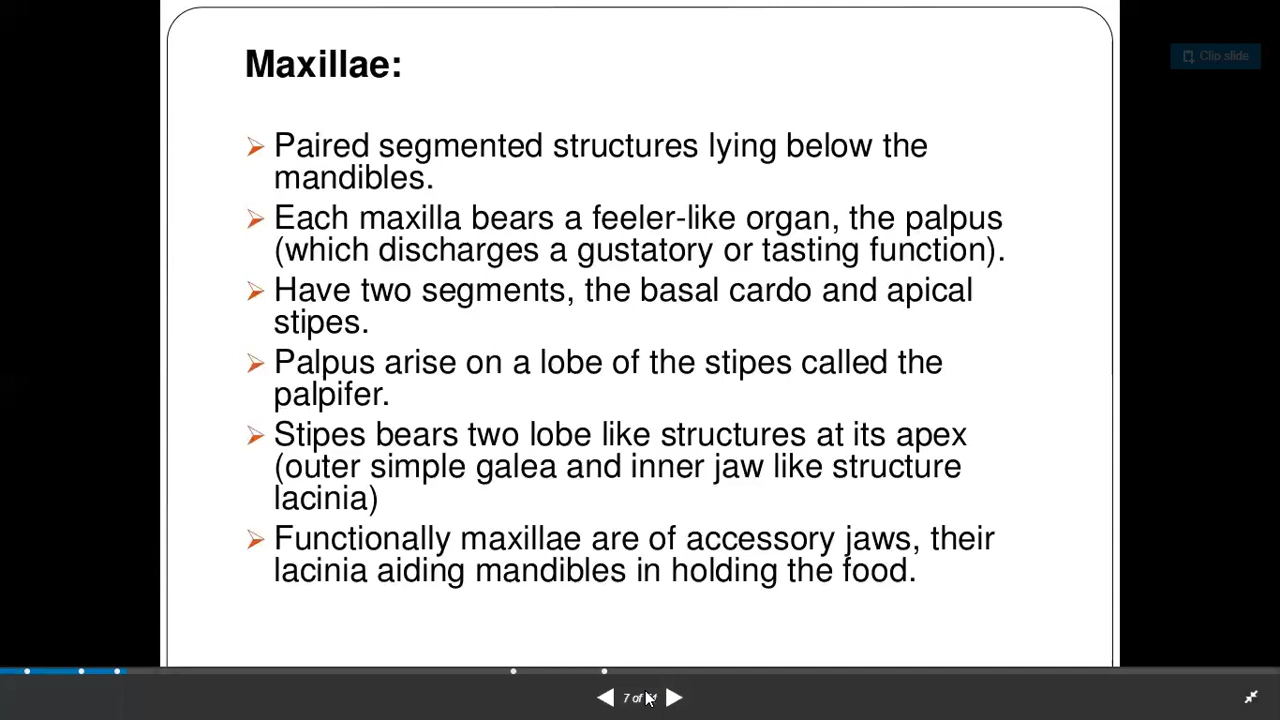 Clip slide
Maxillae:
Paired segmented structures lying below the
mandibles.
Each maxilla bears a feeler-like organ, the palpus
(which discharges a gustatory or tasting function).
Have two segments, the basal cardo and apical
stipes.
Palpus arise on a lobe of the stipes called the
palpifer.
Stipes bears two lobe like structures at its apex
(outer simple galea and inner jaw like structure
lacinia)
Functionally maxillae are of accessory jaws, their
lacinia aiding mandibles in holding the food.
7 of